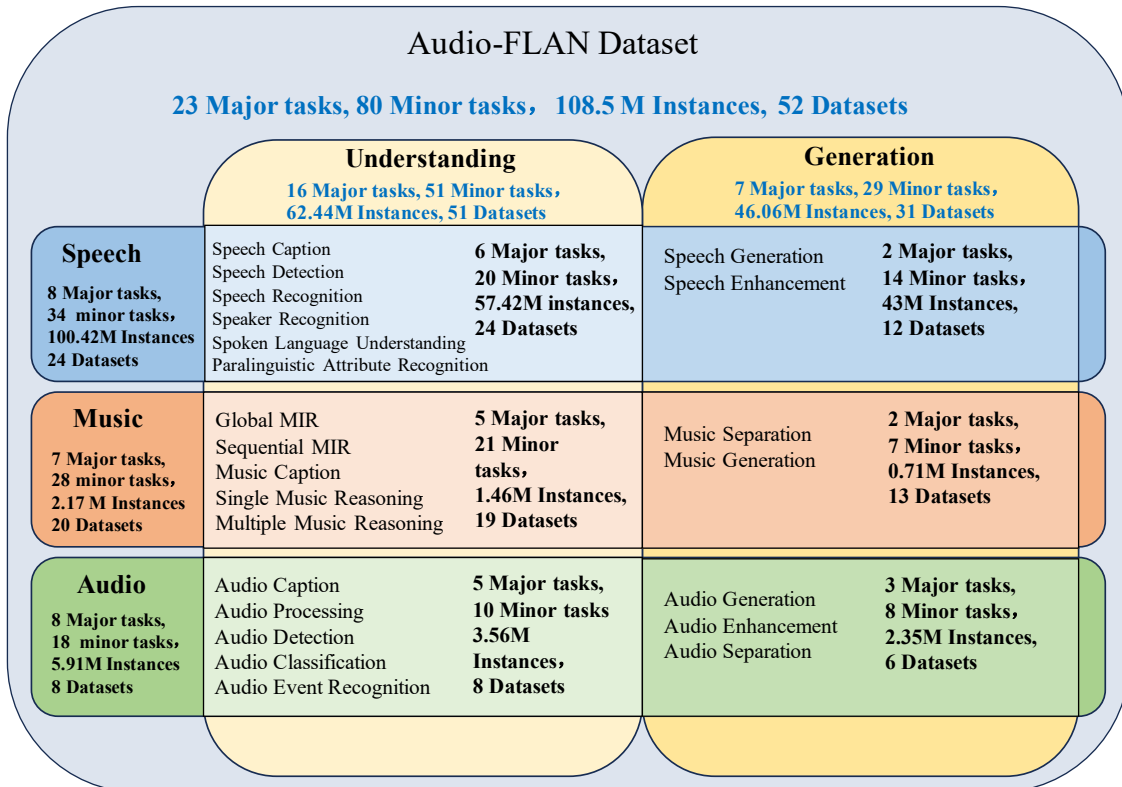 Audio-FLAN Dataset
23 Major tasks, 80 Minor tasks，108.5 M Instances, 52 Datasets
Understanding
16 Major tasks, 51 Minor tasks，
62.44M Instances, 51 Datasets
Generation
7 Major tasks, 29 Minor tasks，
46.06M Instances, 31 Datasets
Speech
8 Major tasks,
34 minor tasks，
100.42M Instances
24 Datasets
Speech Caption
Speech Detection
Speech Recognition
Speaker Recognition
Spoken Language Understanding
Paralinguistic Attribute Recognition
6 Major tasks,
20 Minor tasks，
57.42M instances,
24 Datasets
Speech Generation
Speech Enhancement
2 Major tasks,
14 Minor tasks，
43M Instances,
12 Datasets
Music
7 Major tasks,
28 minor tasks，
2.17 M Instances
20 Datasets
Global MIR
Sequential MIR
Music Caption
Single Music Reasoning
Multiple Music Reasoning
5 Major tasks,
21 Minor
tasks，
1.46M Instances,
19 Datasets
Music Separation
Music Generation
2 Major tasks,
7 Minor tasks，
0.71M Instances,
13 Datasets
Audio
8 Major tasks,
18 minor tasks，
5.91M Instances
8 Datasets
Audio Caption
Audio Processing
Audio Detection
Audio Classification
Audio Event Recognition
5 Major tasks,
10 Minor tasks
3.56M
Instances，
8 Datasets
Audio Generation
Audio Enhancement
Audio Separation
3 Major tasks,
8 Minor tasks，
2.35M Instances,
6 Datasets